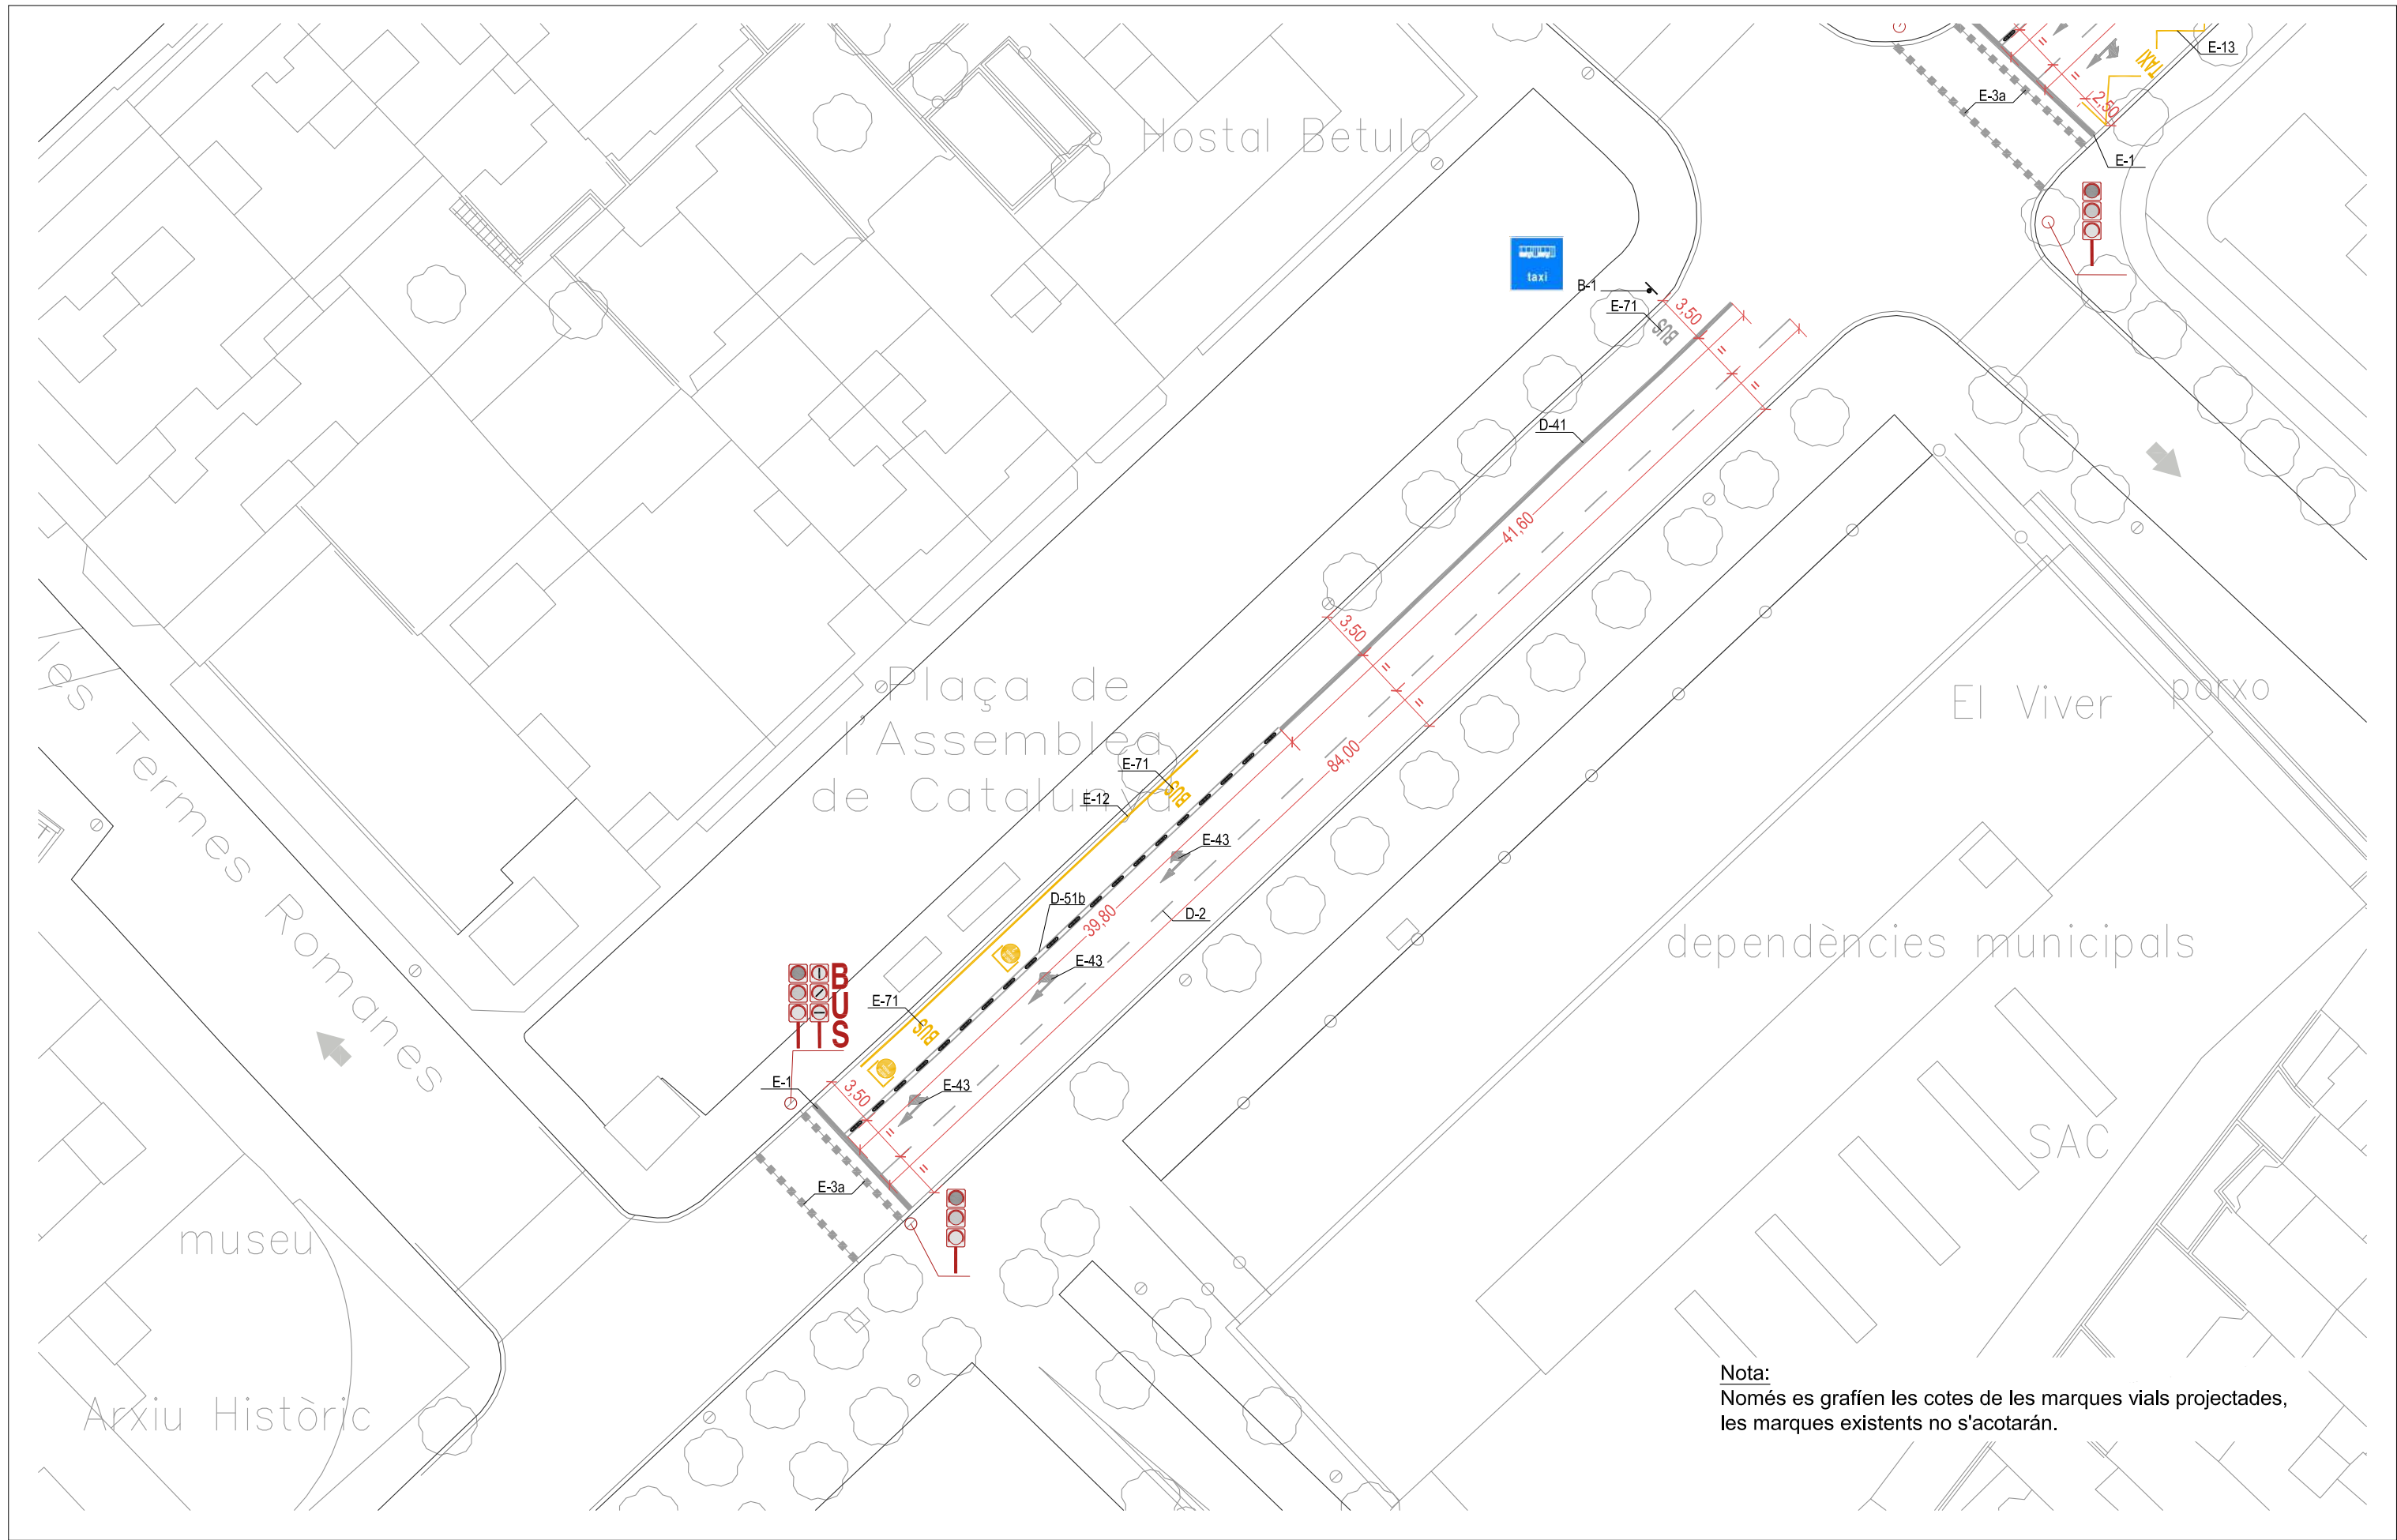 E-13
TAXI
E-3a
2,50
E-1
Hostal Betulo
taxi
B-1
E-71
BUS
3,50
=
=
D-41
41,60
3,50
=
=
84,00
Plaça de
l'Assemblea
de Catalunya
El Viver
porxo
E-71
BUS
E-12
E-43
D-51b
39,80
D-2
es Termes Romanes
dependències municipals
E-43
BUS
E-71
BUS
E-1
3,50
E-43
=
=
E-3a
SAC
museu
Arxiu Històric
Nota:
Només es grafíen les cotes de les marques vials projectades,
les marques existents no s'acotarán.